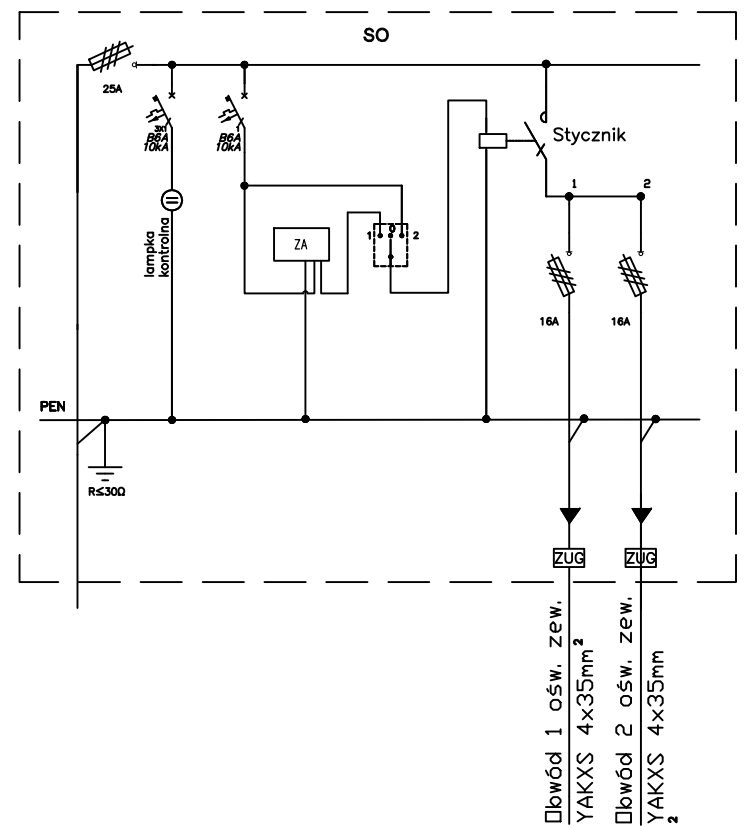 SO
25A
3X1
B6A
10kA
1
B6A
10kA
Stycznik
1
2
lampka
kontrolna
ZA
1
0
2
16A
16A
PEN
R≤30Ω
ZUG
ZUG
Obwód 1 ośw. zew.
YAKXS 4x35mm²
Obwód 2 ośw. zew.
YAKXS 4x35mm²